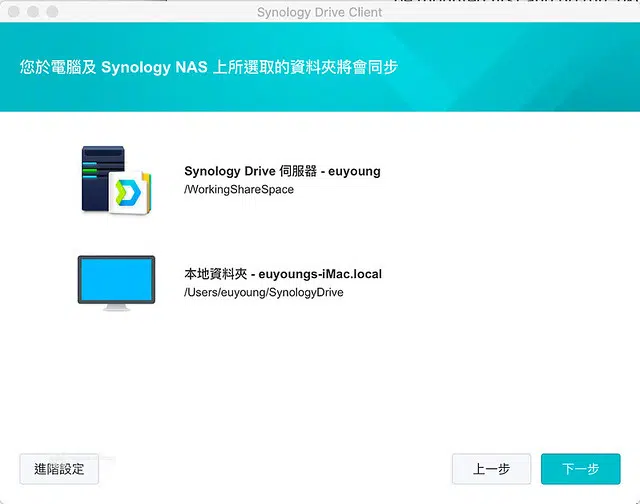 Synology Drive Client
您於電腦及 Synology NAS 上所選取的資料夾將會同步
Synology Drive 伺服器 - euyoung
/WorkingShareSpace
本地資料夾 - euyoungs-iMac.local
/Users/euyoung/SynologyDrive
進階設定
上一步
下一步